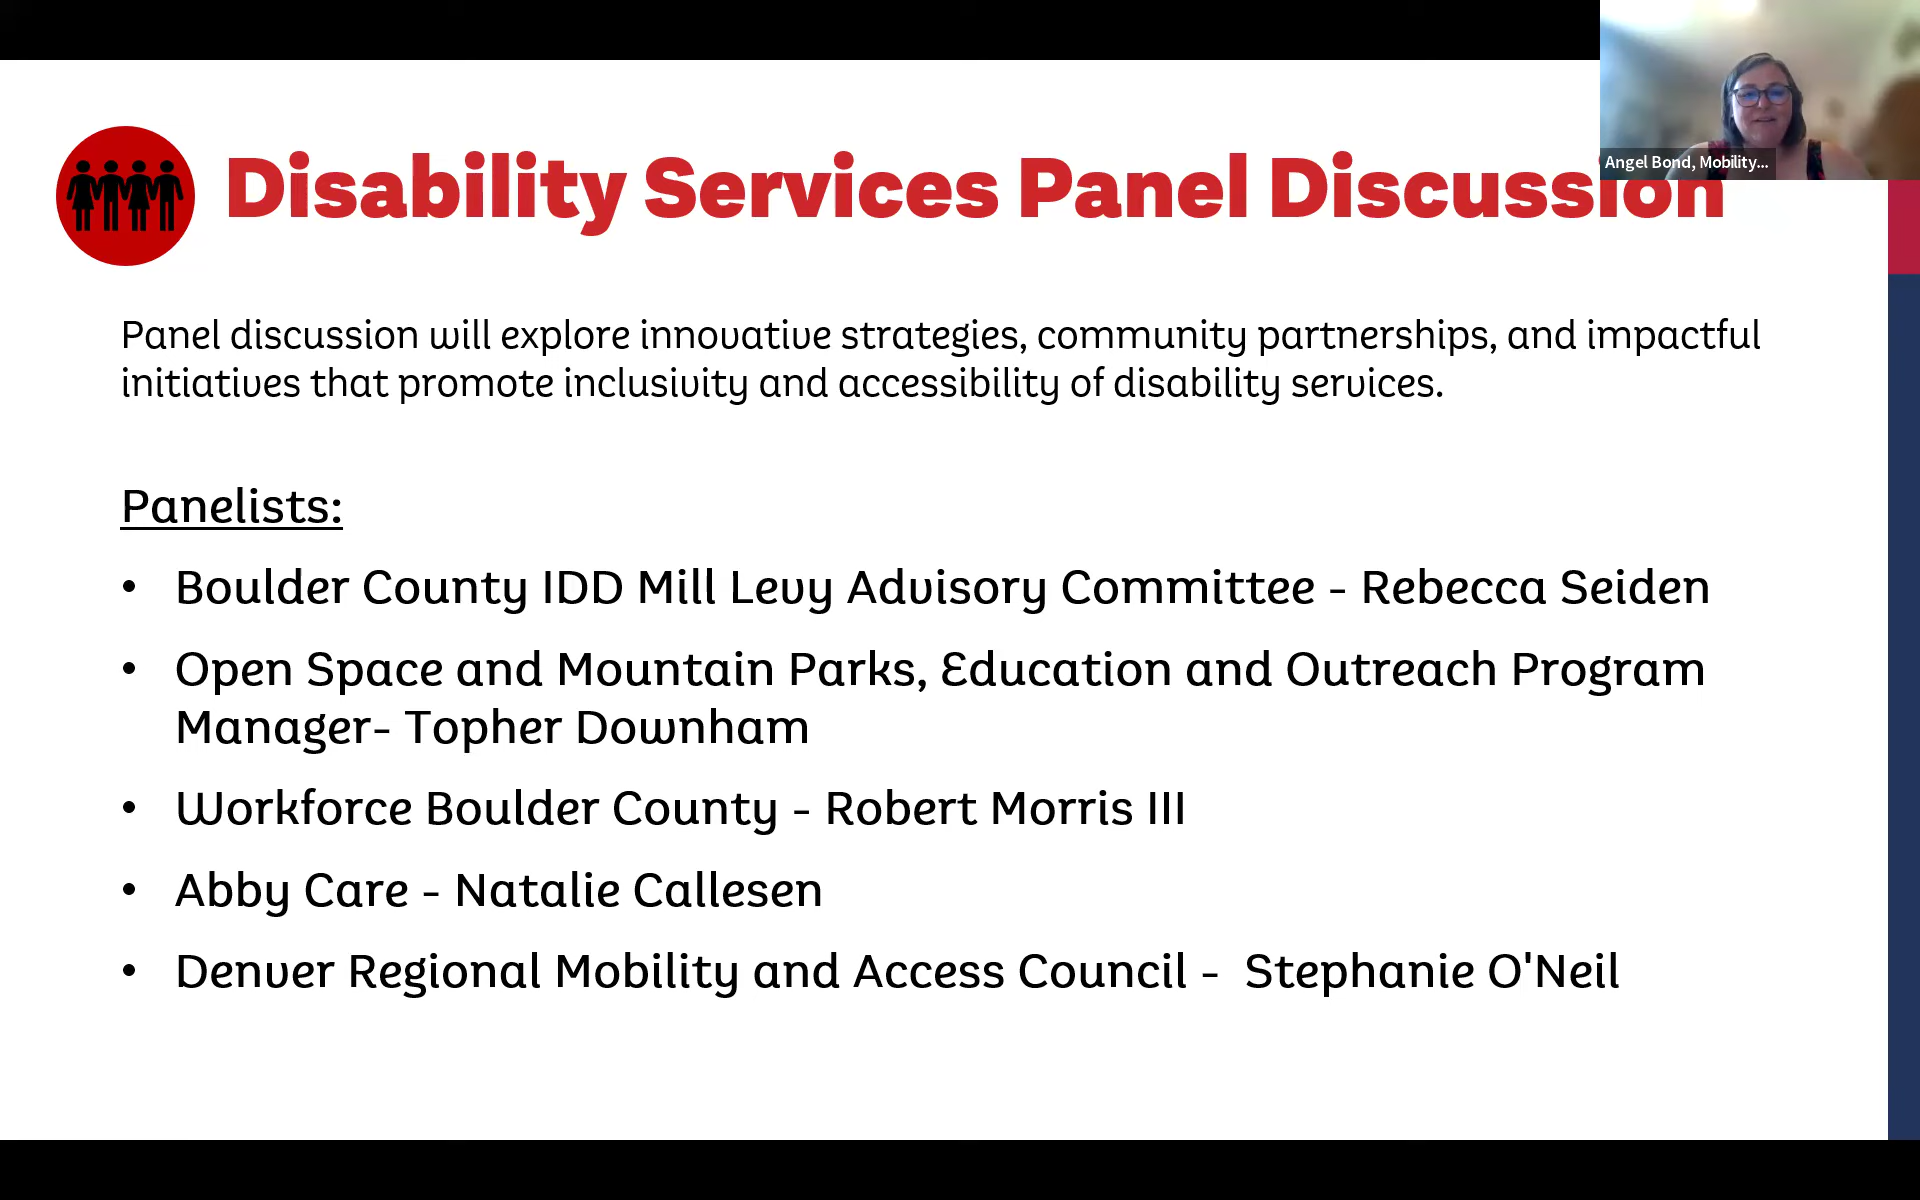 Angel Bond, Mobility...
Disability Services Panel Discussion
Panel discussion will explore innovative strategies, community partnerships, and impactful
initiatives that promote inclusivity and accessibility of disability services.
Panelists:
• Boulder County IDD Mill Levy Advisory Committee - Rebecca Seiden
• Open Space and Mountain Parks, Education and Outreach Program
Manager- Topher Downham
• Workforce Boulder County - Robert Morris III
• Abby Care - Natalie Callesen
• Denver Regional Mobility and Access Council -  Stephanie O'Neil